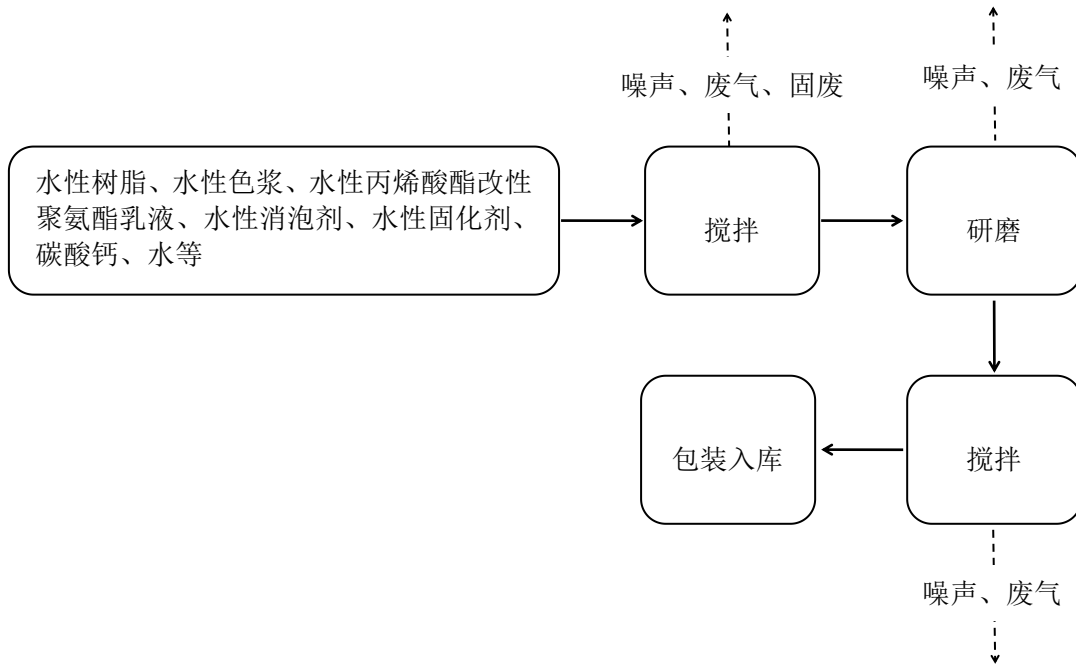 噪声、废气、固废
噪声、废气
水性树脂、水性色浆、水性丙烯酸酯改性
聚氨酯乳液、水性消泡剂、水性固化剂、
碳酸钙、水等
搅拌
研磨
包装入库
搅拌
噪声、废气